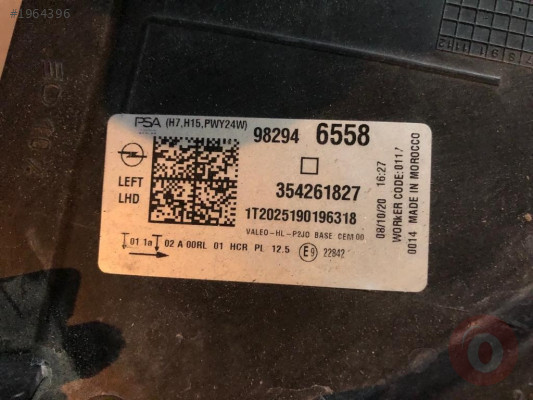 #1964396
PSA (H7,H15,PWY24W)
98294 6558
LEFT
LHD
354261827
1T2025190196318
VALEO-HL-P2JO BASE CEM 00
01 1a 02 A 00RL 01 HCR PL 12.5 E9 22842
08/10/20 16:27
WORKER CODE:0117
0014 MADE IN MOROCCO